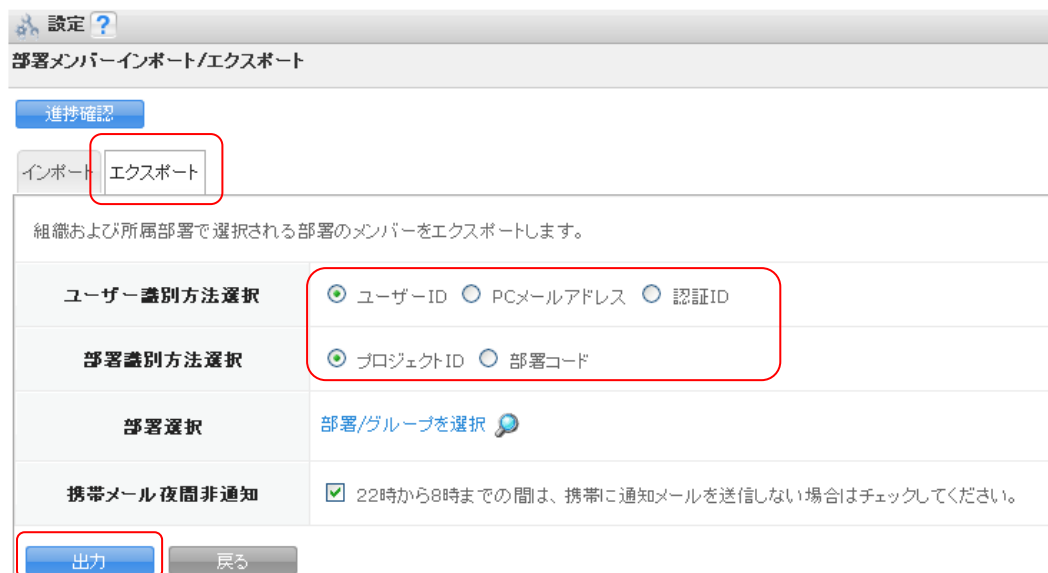 設定 ?
部署メンバーインポート/エクスポート
進捗確認
インポート エクスポート
組織および所属部署で選択される部署のメンバーをエクスポートします。
ユーザー識別方法選択 ユーザーID PCメールアドレス 認証ID
部署識別方法選択 プロジェクトID 部署コード
部署選択 部署/グループを選択
携帯メール夜間非通知 22時から8時までの間は、携帯に通知メールを送信しない場合はチェックしてください。
出力 戻る